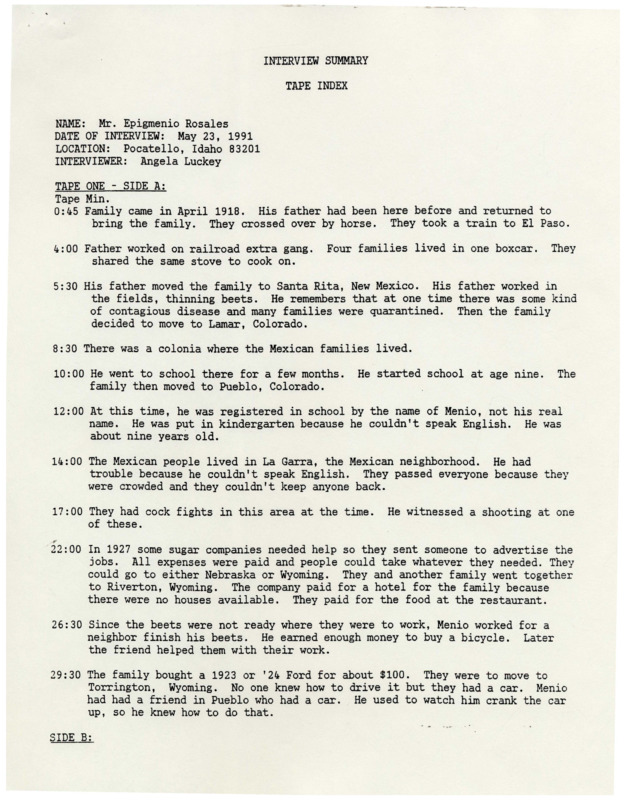 INTERVIEW SUMMARY
TAPE INDEX
NAME: Mr. Epigmenio Rosales
DATE OF INTERVIEW: May 23, 1991
LOCATION: Pocatello, Idaho 83201
INTERVIEWER: Angela Luckey
TAPE ONE - SIDE A:
Tape Min.
0:45 Family came in April 1918. His father had been here before and returned to
bring the family. They crossed over by horse. They took a train to El Paso.
4:00 Father worked on railroad extra gang. Four families lived in one boxcar. They
shared the same stove to cook on.
5:30 His father moved the family to Santa Rita, New Mexico. His father worked in
the fields, thinning beets. He remembers that at one time there was some kind
of contagious disease and many families were quarantined. Then the family
decided to move to Lamar, Colorado.
8:30 There was a colonia where the Mexican families lived.
10:00 He went to school there for a few months. He started school at age nine. The
family then moved to Pueblo, Colorado.
12:00 At this time, he was registered in school by the name of Menio, not his real
name. He was put in kindergarten because he couldn't speak English. He was
about nine years old.
14:00 The Mexican people lived in La Garra, the Mexican neighborhood. He had
trouble because he couldn't speak English. They passed everyone because they
were crowded and they couldn't keep anyone back.
17:00 They had cock fights in this area at the time. He witnessed a shooting at one
of these.
22:00 In 1927 some sugar companies needed help so they sent someone to advertise the
jobs. All expenses were paid and people could take whatever they needed. They
could go to either Nebraska or Wyoming. They and another family went together
to Riverton, Wyoming. The company paid for a hotel for the family because
there were no houses available. They paid for the food at the restaurant.
26:30 Since the beets were not ready where they were to work, Menio worked for a
neighbor finish his beets. He earned enough money to buy a bicycle. Later
the friend helped them with their work.
29:30 The family bought a 1923 or '24 Ford for about $100. They were to move to
Torrington, Wyoming. No one knew how to drive it but they had a car. Menio
had had a friend in Pueblo who had a car. He used to watch him crank the car
up, so he knew how to do that.
SIDE B: